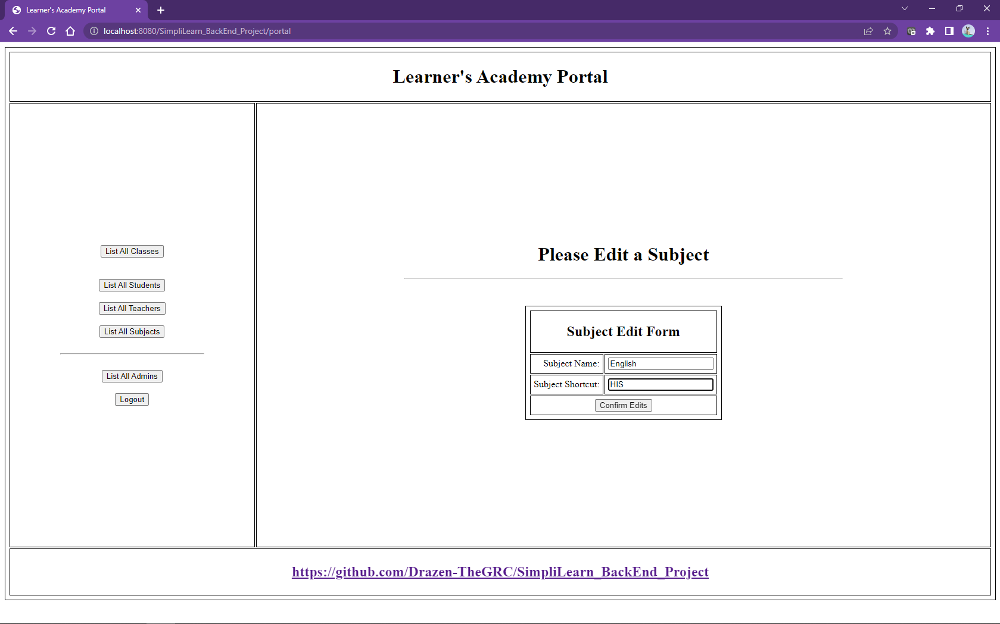 Learner's Academy Portal
localhost:8080/SimpliLearn_BackEnd_Project/portal
Learner's Academy Portal
List All Classes
List All Students
List All Teachers
List All Subjects
List All Admins
Logout
Please Edit a Subject
Subject Edit Form
Subject Name: English
Subject Shortcut: HIS
Confirm Edits
https://github.com/Drazen-TheGRC/SimpliLearn_BackEnd_Project